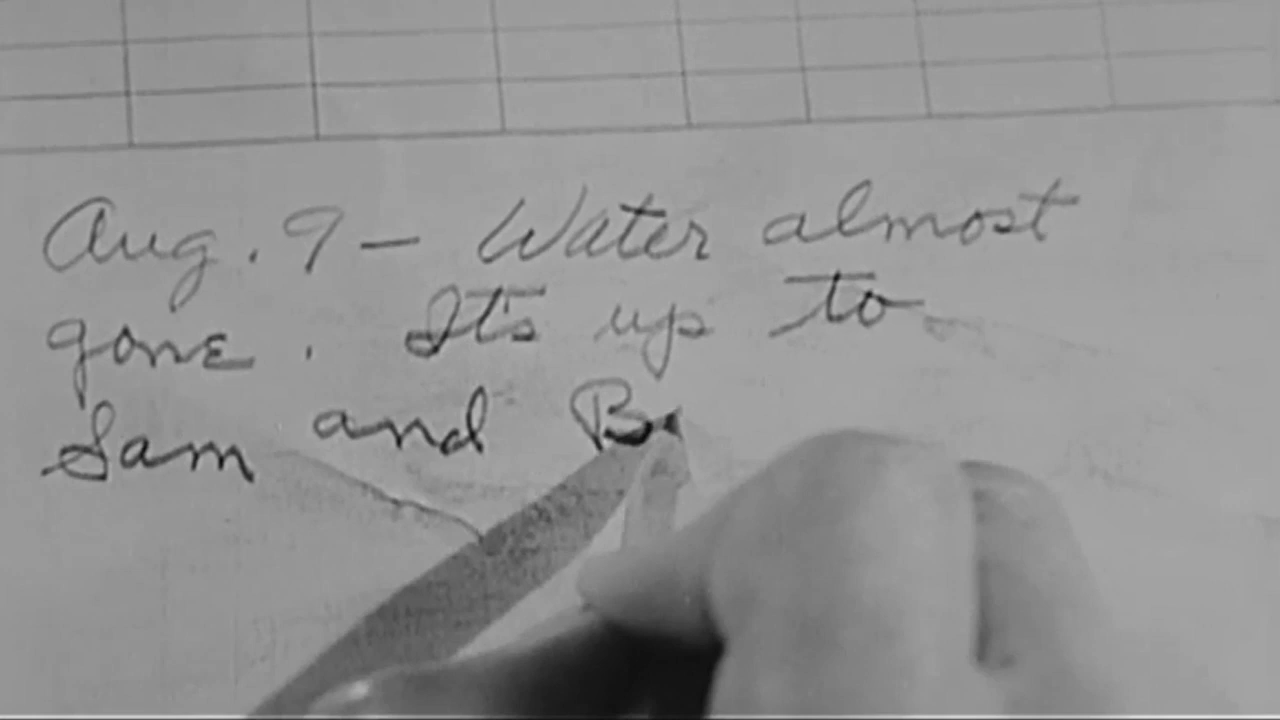 Aug. 9 – Water almost
gone. It's up to
Sam and B